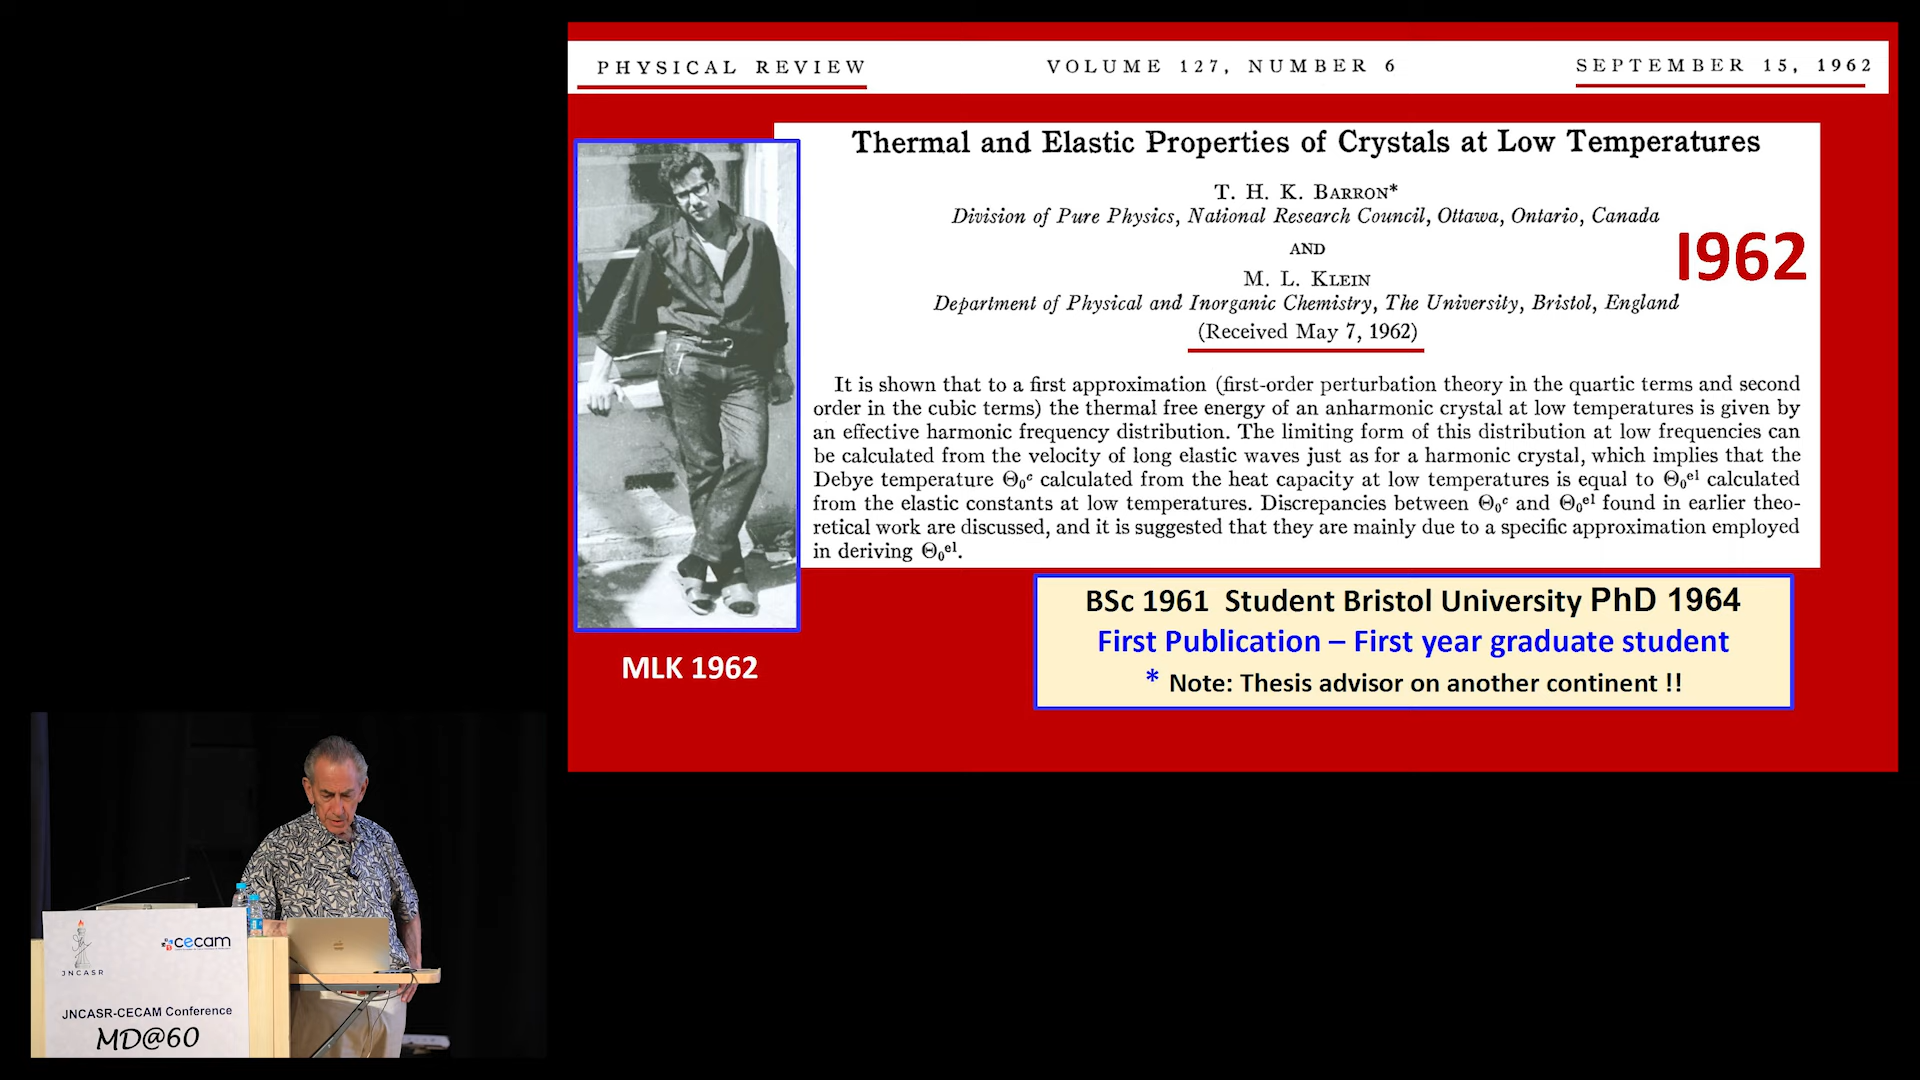 PHYSICAL REVIEW VOLUME 127, NUMBER 6 SEPTEMBER 15, 1962
Thermal and Elastic Properties of Crystals at Low Temperatures
T. H. K. BARRON*
Division of Pure Physics, National Research Council, Ottawa, Ontario, Canada
AND
I962
M. L. KLEIN
Department of Physical and Inorganic Chemistry, The University, Bristol, England
(Received May 7, 1962)
It is shown that to a first approximation (first-order perturbation theory in the quartic terms and second
order in the cubic terms) the thermal free energy of an anharmonic crystal at low temperatures is given by
an effective harmonic frequency distribution. The limiting form of this distribution at low frequencies can
be calculated from the velocity of long elastic waves just as for a harmonic crystal, which implies that the
Debye temperature Θ₀ᶜ calculated from the heat capacity at low temperatures is equal to Θ₀ᵉˡ calculated
from the elastic constants at low temperatures. Discrepancies between Θ₀ᶜ and Θ₀ᵉˡ found in earlier theo-
retical work are discussed, and it is suggested that they are mainly due to a specific approximation employed
in deriving Θ₀ᵉˡ.
BSc 1961 Student Bristol University PhD 1964
First Publication – First year graduate student
* Note: Thesis advisor on another continent !!
MLK 1962
JNCASR
cecam
JNCASR-CECAM Conference
MD@60